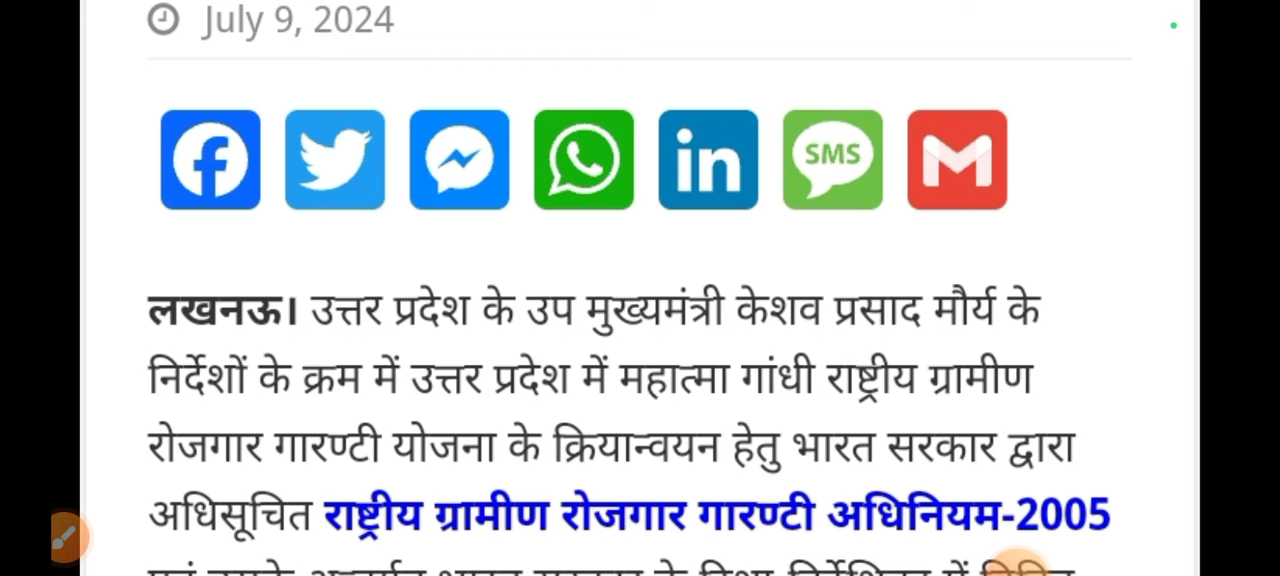 July 9, 2024
SMS
लखनऊ। उत्तर प्रदेश के उप मुख्यमंत्री केशव प्रसाद मौर्य के
निर्देशों के क्रम में उत्तर प्रदेश में महात्मा गांधी राष्ट्रीय ग्रामीण
रोजगार गारण्टी योजना के क्रियान्वयन हेतु भारत सरकार द्वारा
अधिसूचित राष्ट्रीय ग्रामीण रोजगार गारण्टी अधिनियम-2005